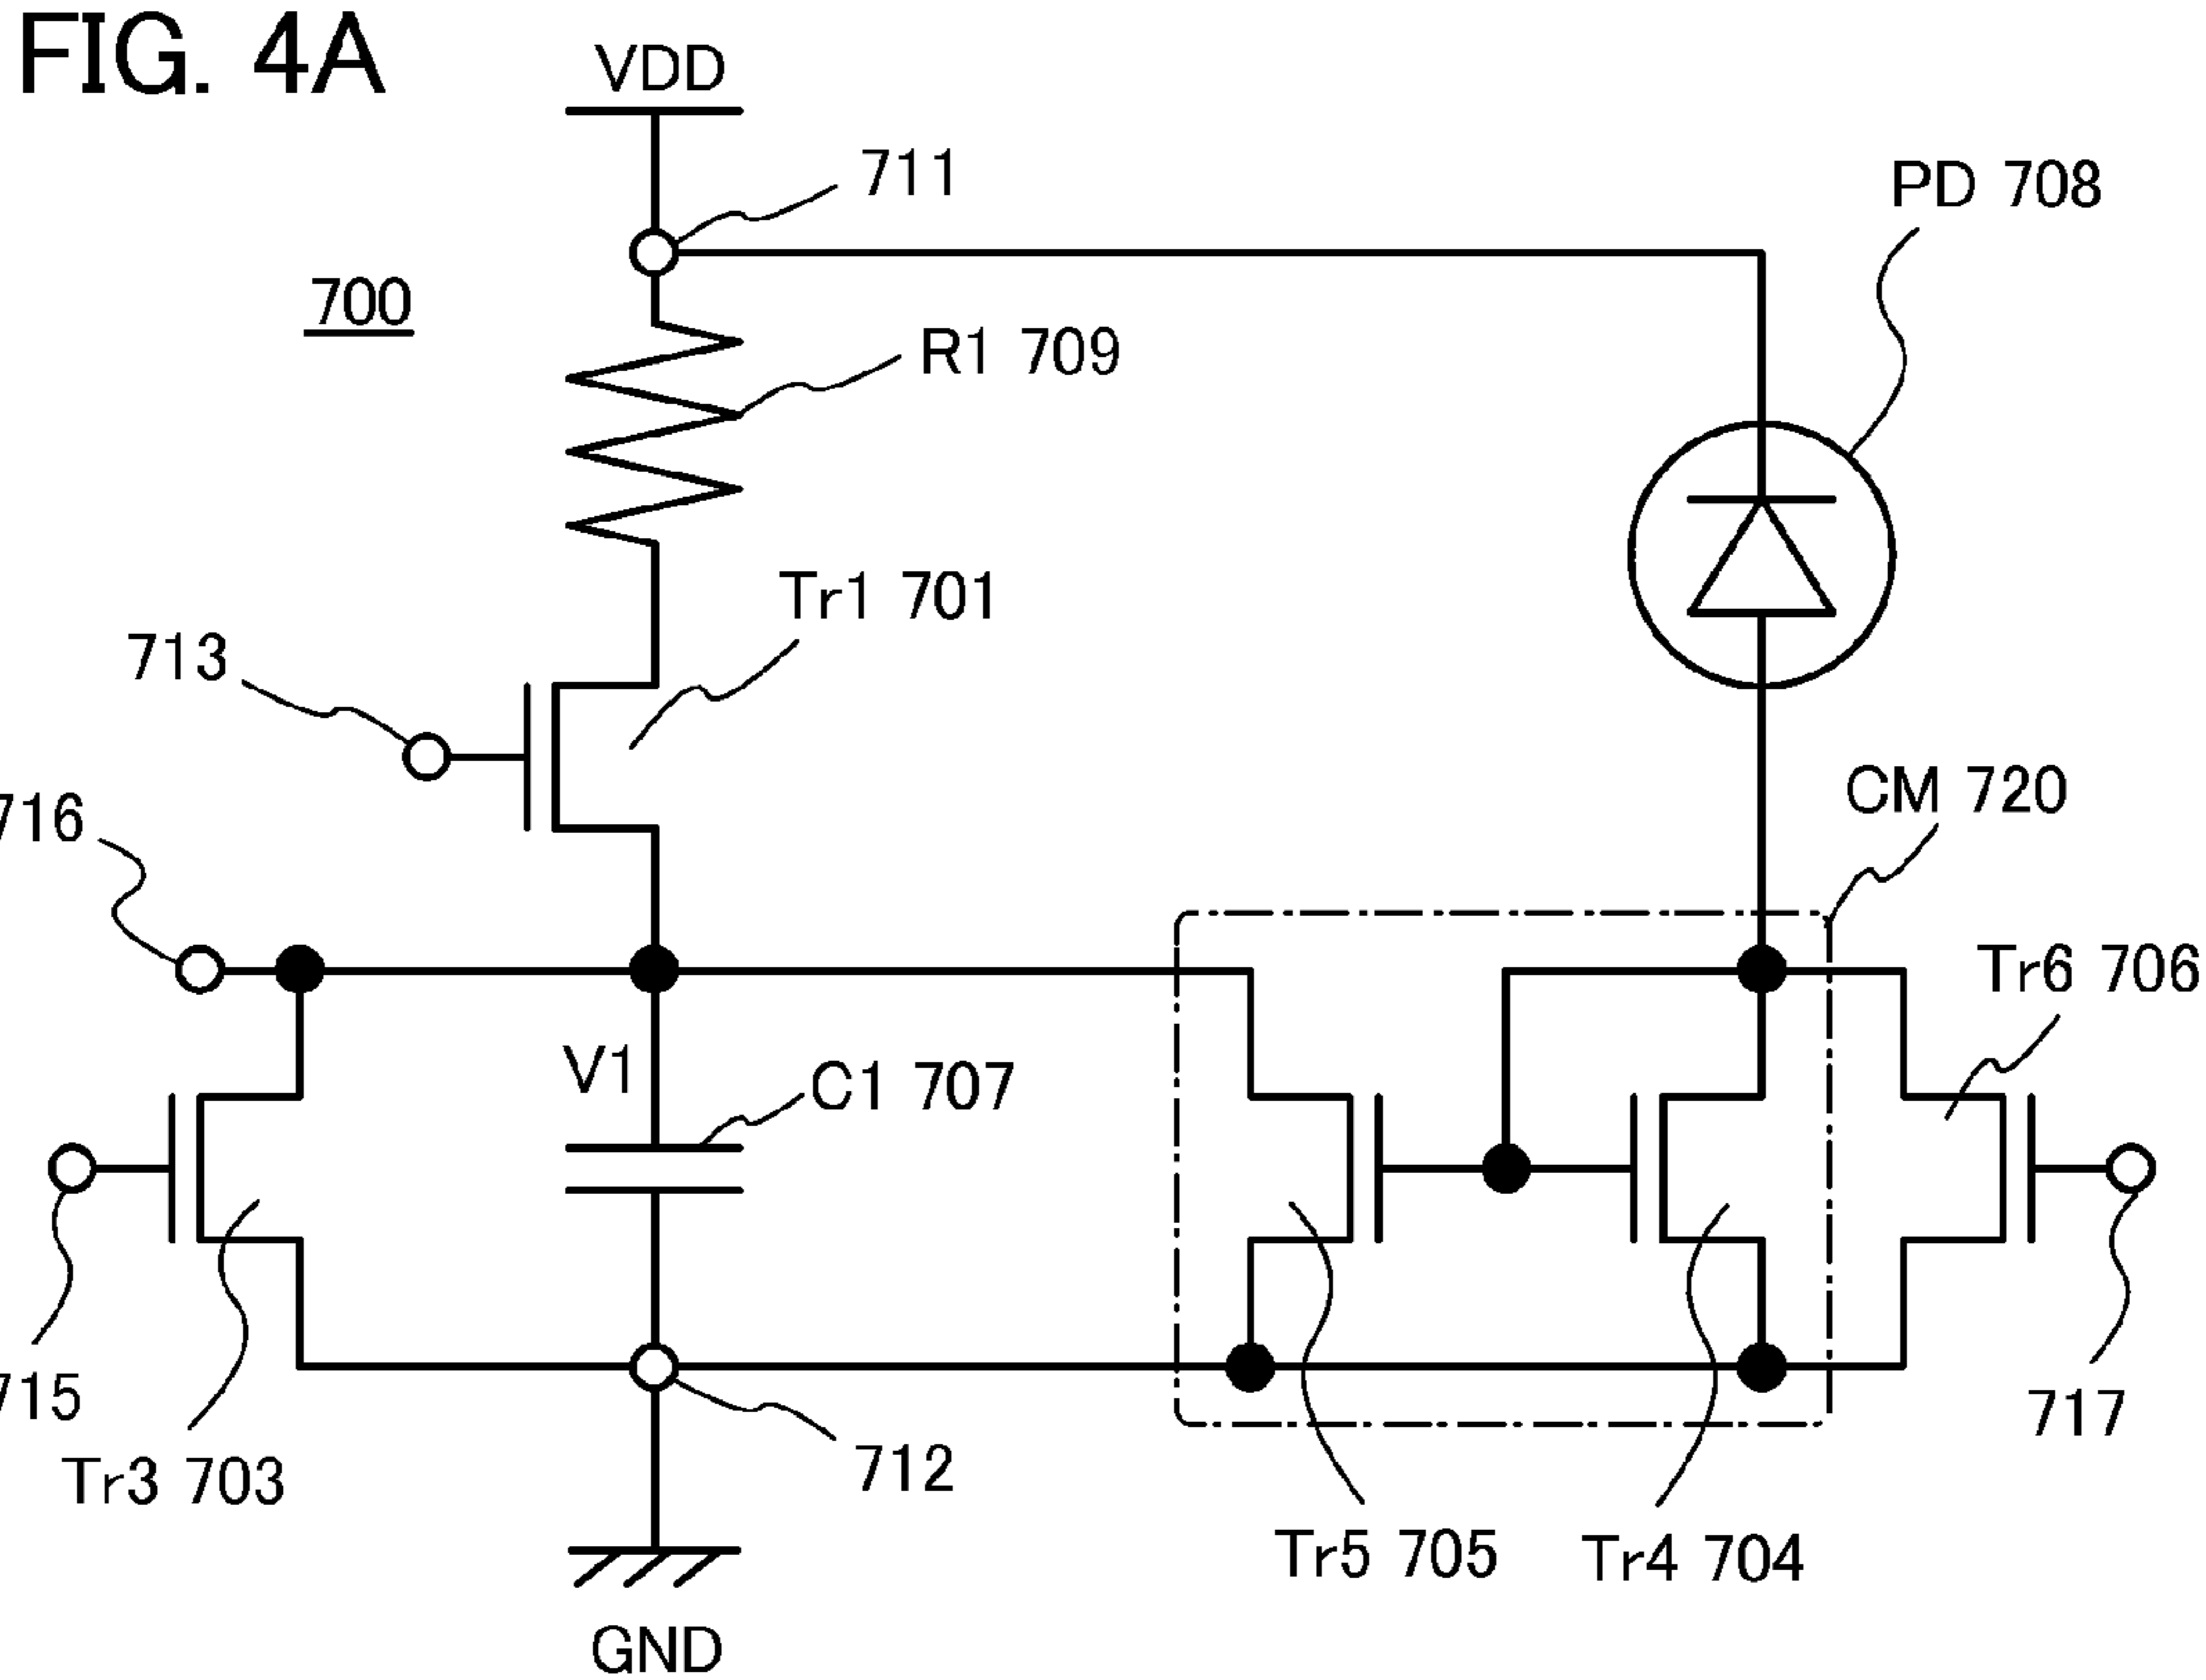 FIG. 4A
VDD
711
PD 708
700
R1 709
Tr1 701
713
CM 720
716
Tr6 706
V1
C1 707
715
717
Tr3 703
712
Tr5 705
Tr4 704
GND